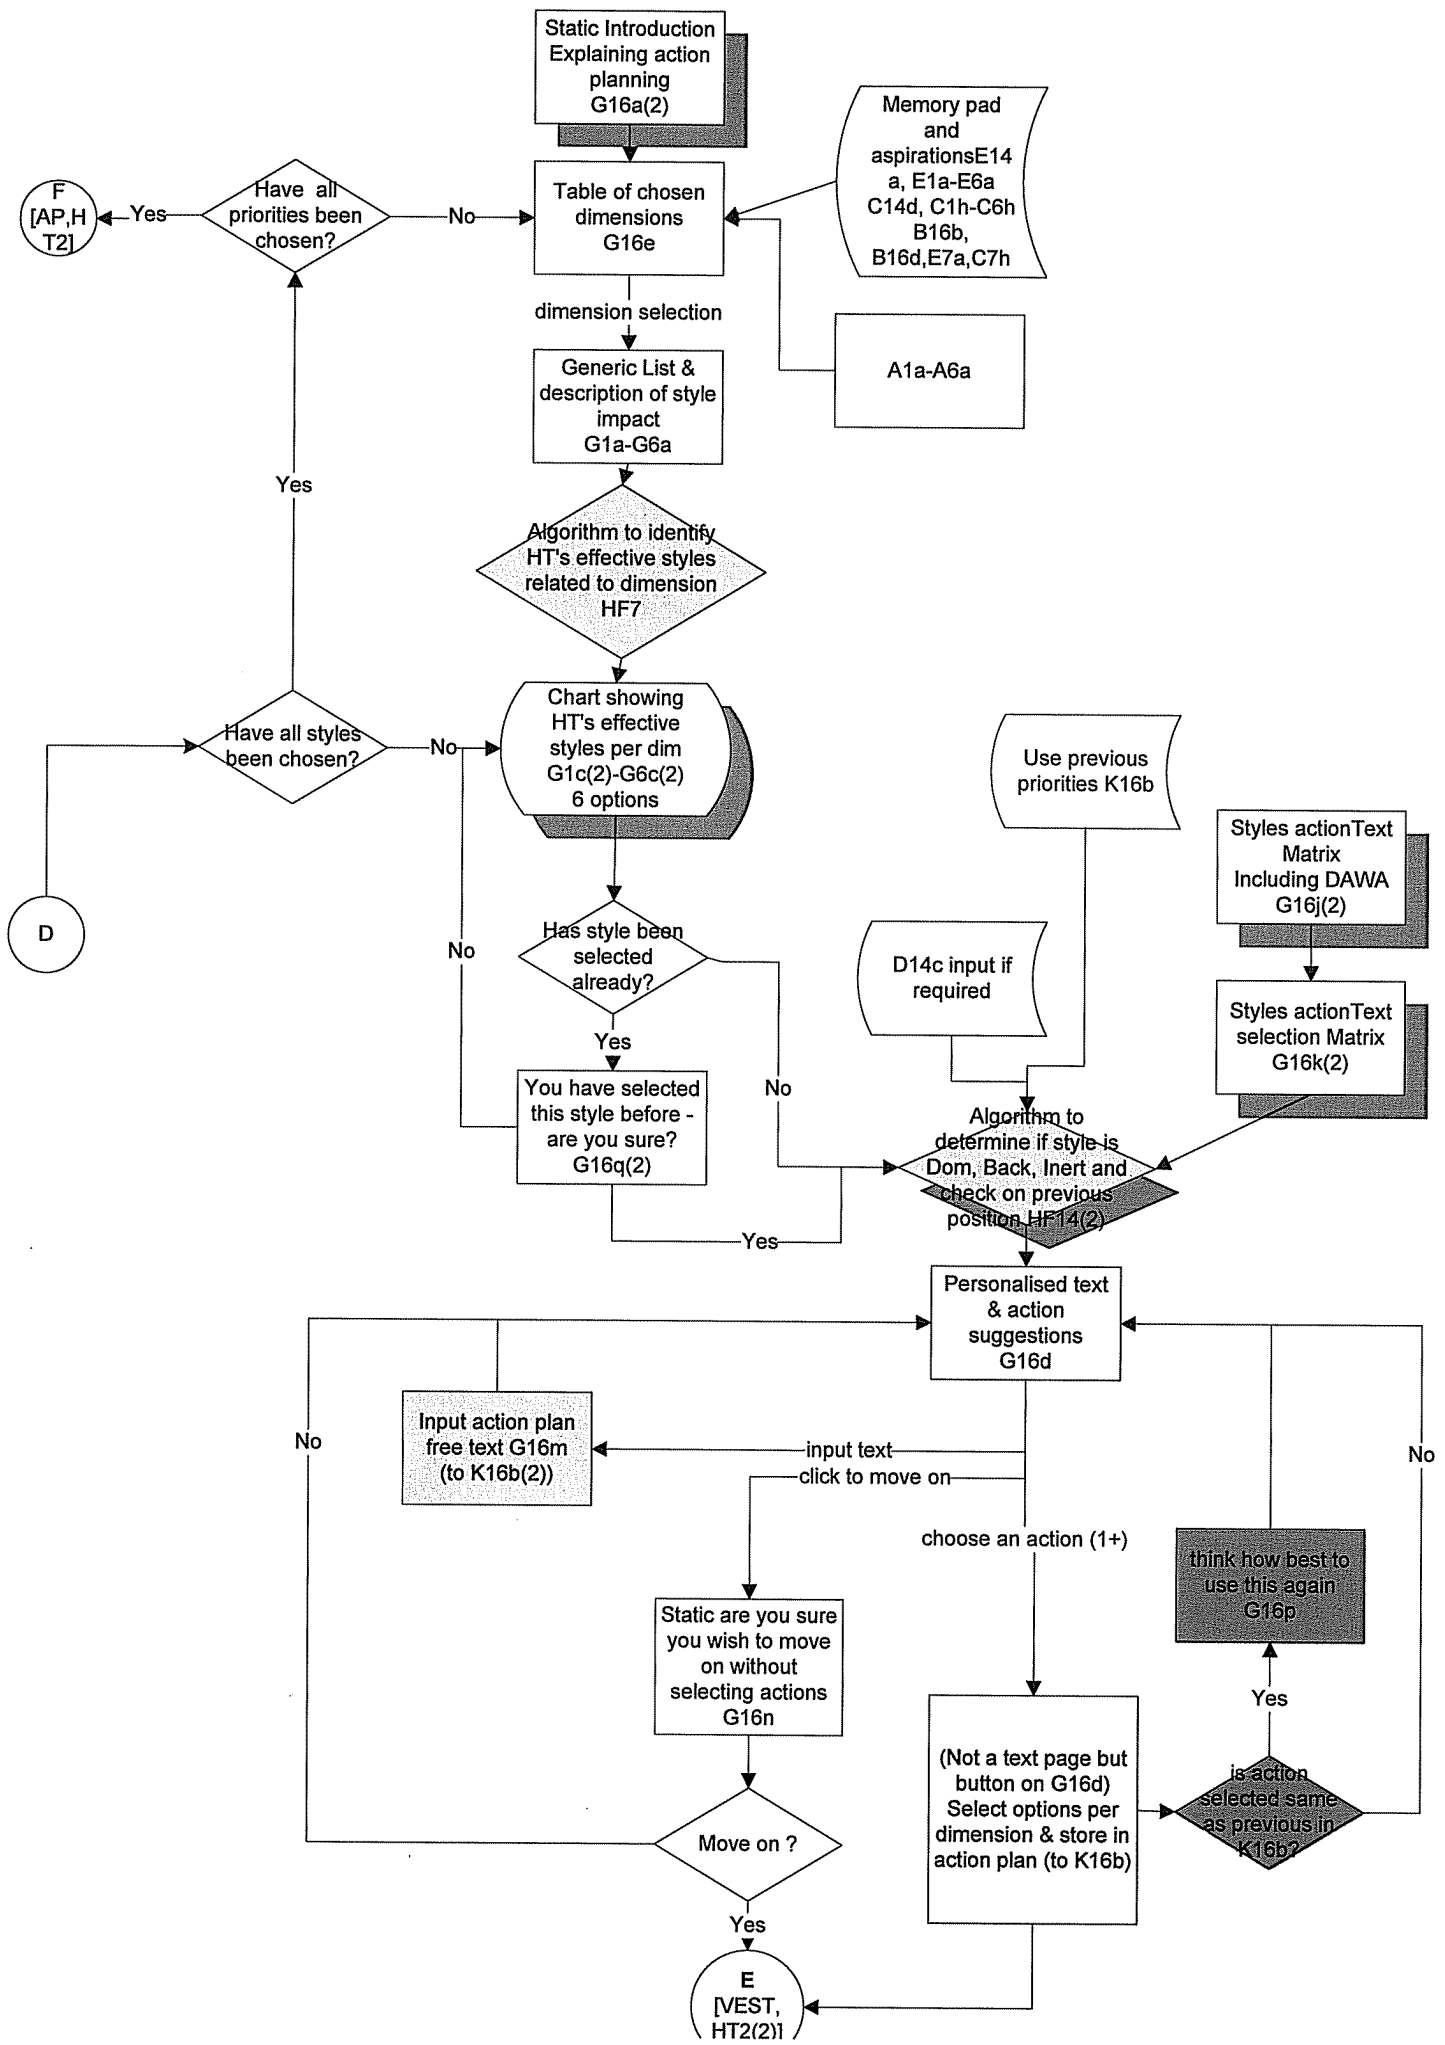 Static Introduction
Explaining action
planning
G16a(2)
Memory pad
and
aspirationsE14
a, E1a-E6a
C14d, C1h-C6h
B16b,
B16d,E7a,C7h
F
[AP,H
T2]
Yes
Have all
priorities been
chosen?
No
Table of chosen
dimensions
G16e
dimension selection
A1a-A6a
Generic List &
description of style
impact
G1a-G6a
Yes
Algorithm to identify
HT's effective styles
related to dimension
HF7
Have all styles
been chosen?
No
Chart showing
HT's effective
styles per dim
G1c(2)-G6c(2)
6 options
Use previous
priorities K16b
Styles actionText
Matrix
Including DAWA
G16j(2)
D
No
Has style been
selected
already?
D14c input if
required
Styles actionText
selection Matrix
G16k(2)
Yes
No
You have selected
this style before -
are you sure?
G16q(2)
Algorithm to
determine if style is
Dom, Back, Inert and
check on previous
position HF14(2)
Yes
Personalised text
& action
suggestions
G16d
No
Input action plan
free text G16m
(to K16b(2))
input text
click to move on
No
choose an action (1+)
think how best to
use this again
G16p
Static are you sure
you wish to move
on without
selecting actions
G16n
Yes
(Not a text page but
button on G16d)
Select options per
dimension & store in
action plan (to K16b)
is action
selected same
as previous in
K16b?
Move on ?
Yes
E
[VEST,
HT2(2)]